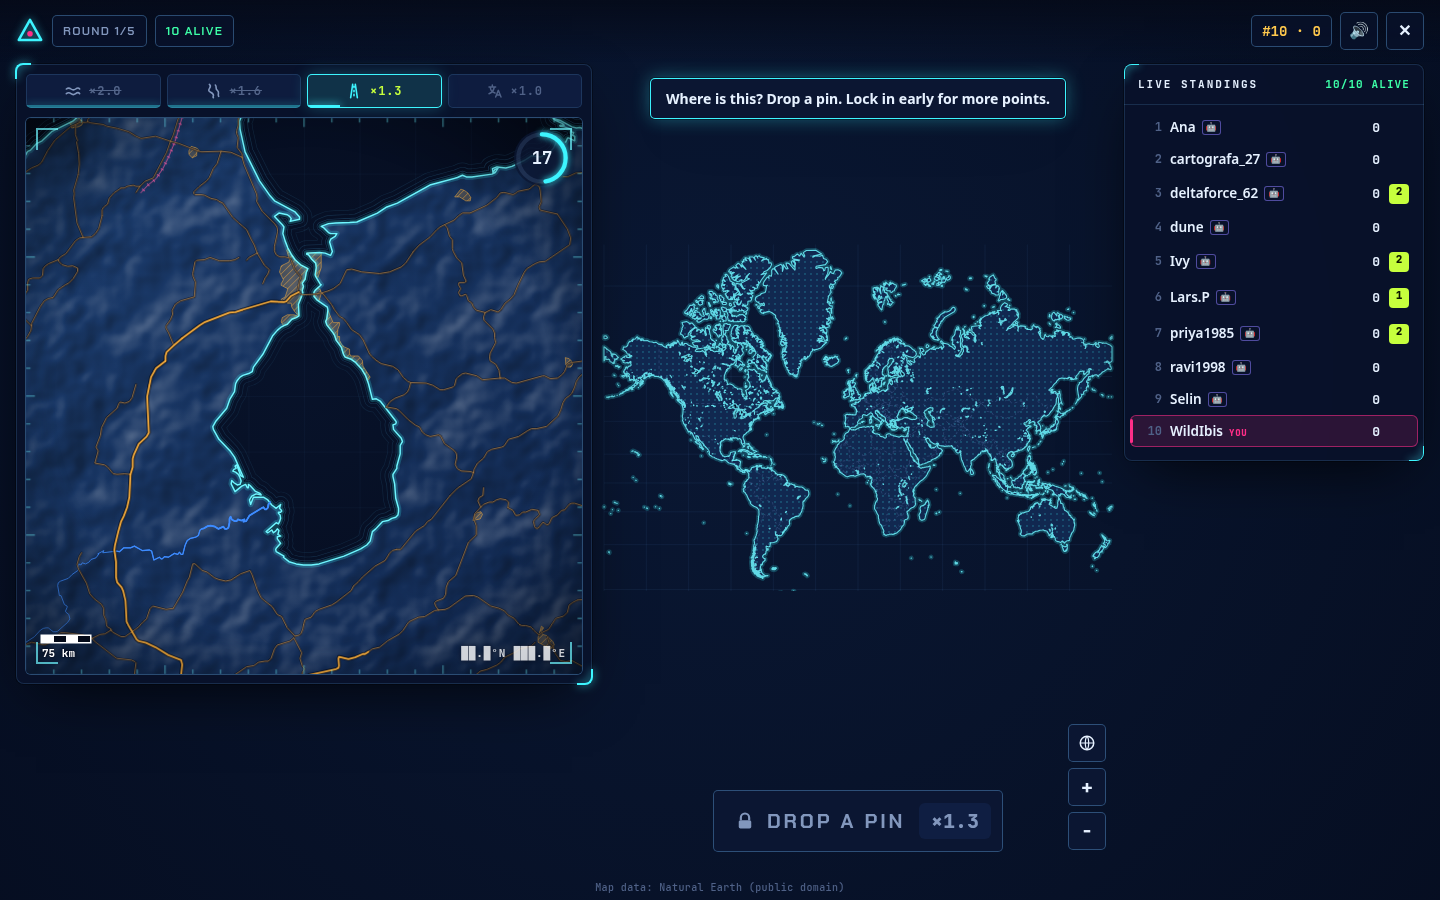 ROUND 1/5
10 ALIVE
#10 · 0
×2.0
×1.6
×1.3
×1.0
17
75 km
██.█°N ███.█°E
Where is this? Drop a pin. Lock in early for more points.
DROP A PIN ×1.3
+
-
LIVE STANDINGS 10/10 ALIVE
1 Ana 0
2 cartografa_27 0
3 deltaforce_62 0 2
4 dune 0
5 Ivy 0 2
6 Lars.P 0 1
7 priya1985 0 2
8 ravi1998 0
9 Selin 0
10 WildIbis YOU 0
Map data: Natural Earth (public domain)